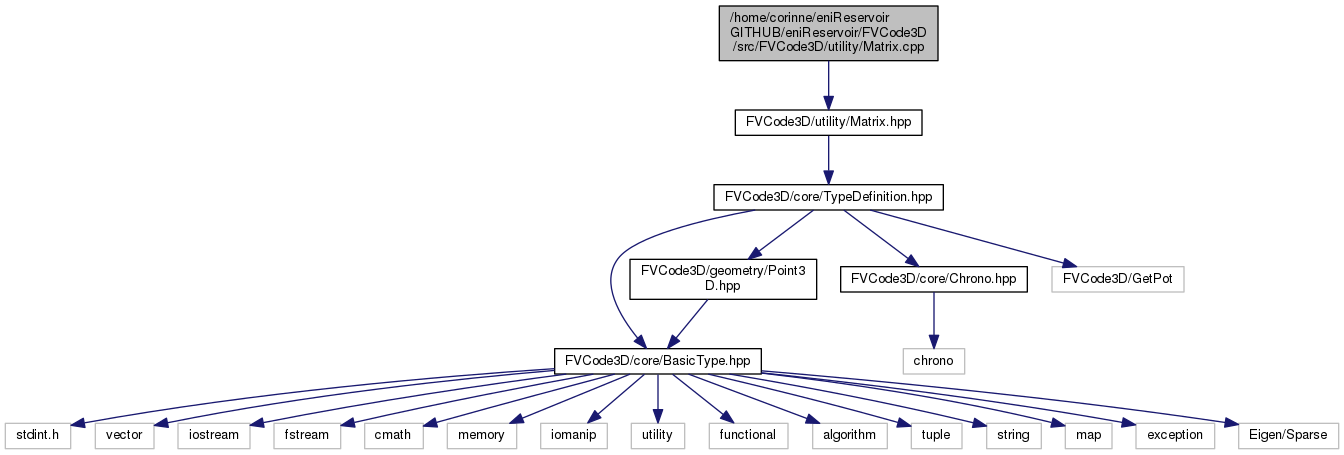 /home/corinne/eniReservoir
GITHUB/eniReservoir/FVCode3D
/src/FVCode3D/utility/Matrix.cpp
FVCode3D/utility/Matrix.hpp
FVCode3D/core/TypeDefinition.hpp
FVCode3D/geometry/Point3
D.hpp
FVCode3D/core/Chrono.hpp
FVCode3D/GetPot
FVCode3D/core/BasicType.hpp
chrono
stdint.h
vector
iostream
fstream
cmath
memory
iomanip
utility
functional
algorithm
tuple
string
map
exception
Eigen/Sparse